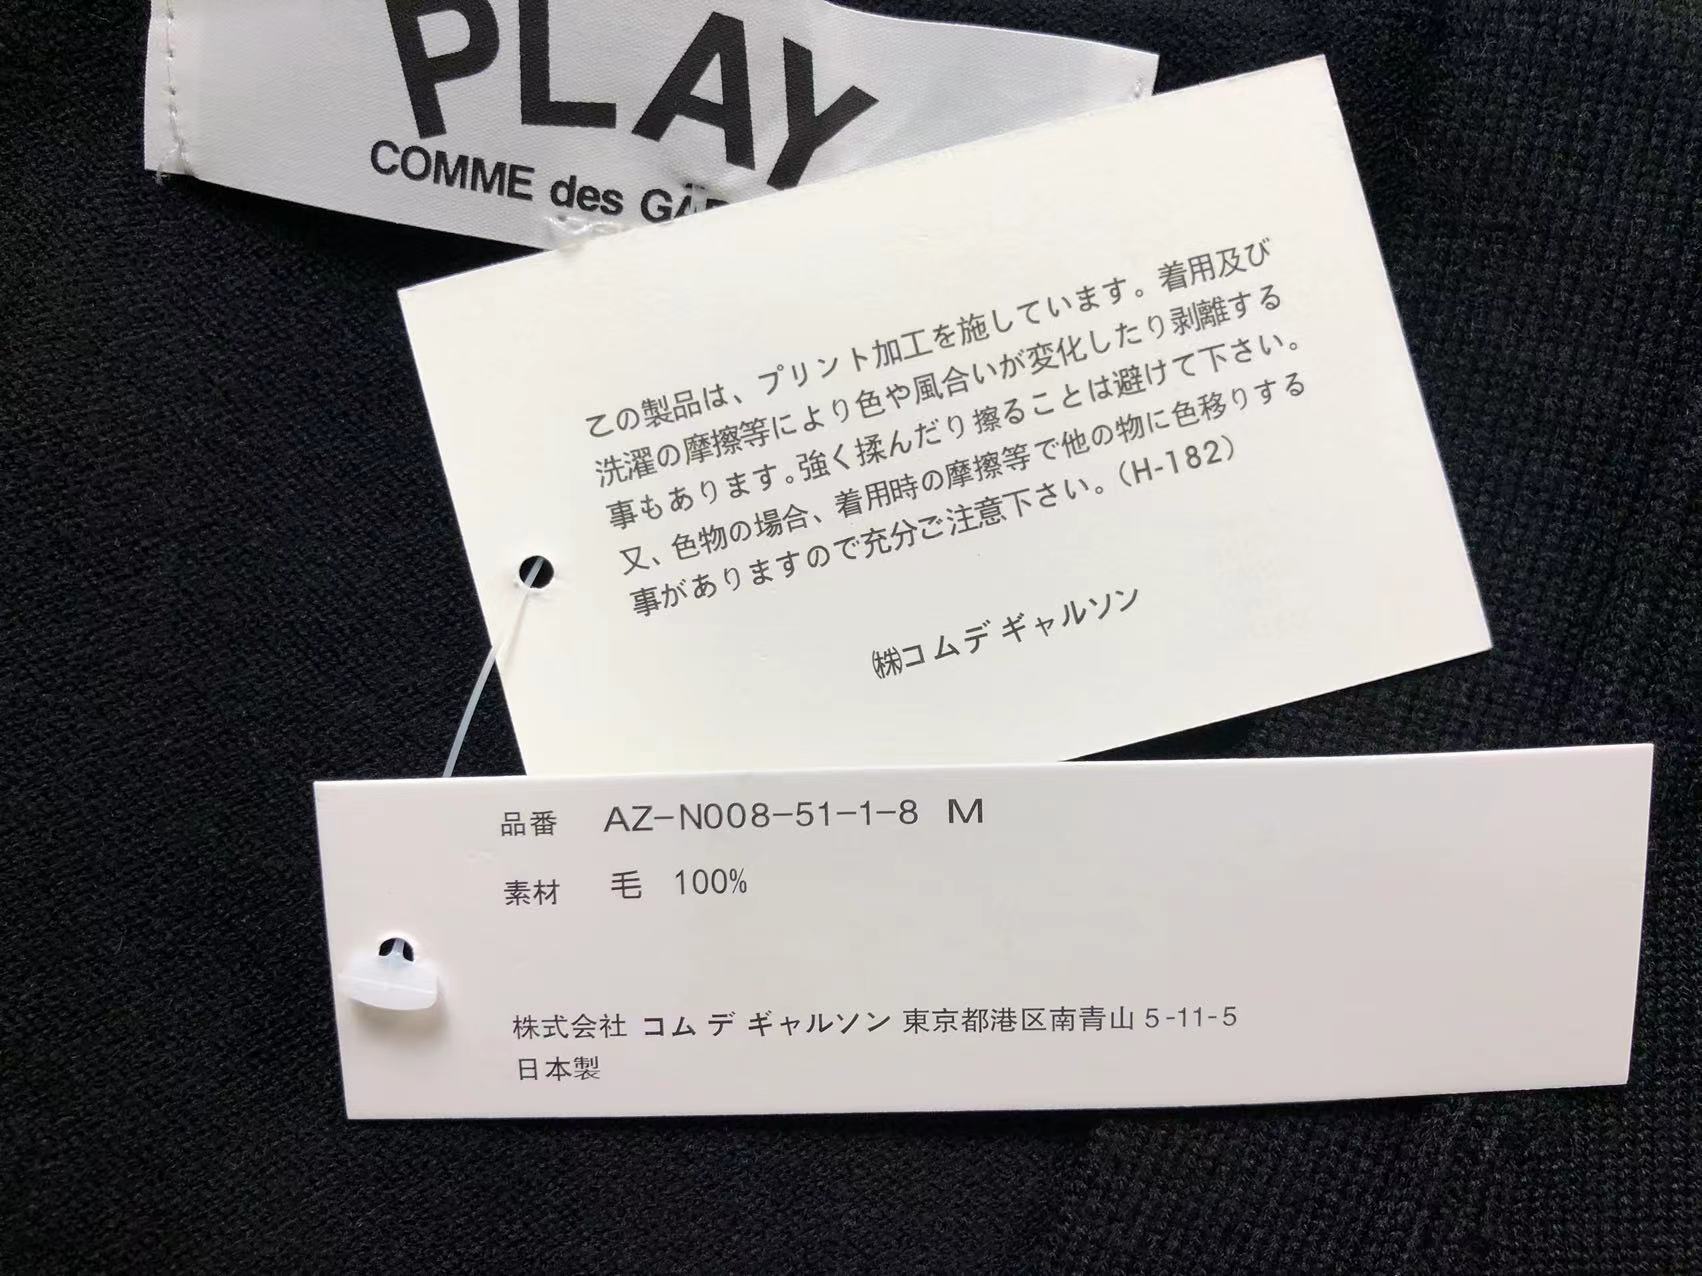 PLAY
COMME des GAR
この製品は、プリント加工を施しています。着用及び
洗濯の摩擦等により色や風合いが変化したり剥離する
事もあります。強く揉んだり擦ることは避けて下さい。
又、色物の場合、着用時の摩擦等で他の物に色移りする
事がありますので充分ご注意下さい。（H-182）
㈱コム デ ギャルソン
品番 AZ-N008-51-1-8 M
素材 毛 100%
株式会社 コム デ ギャルソン 東京都港区南青山 5-11-5
日本製